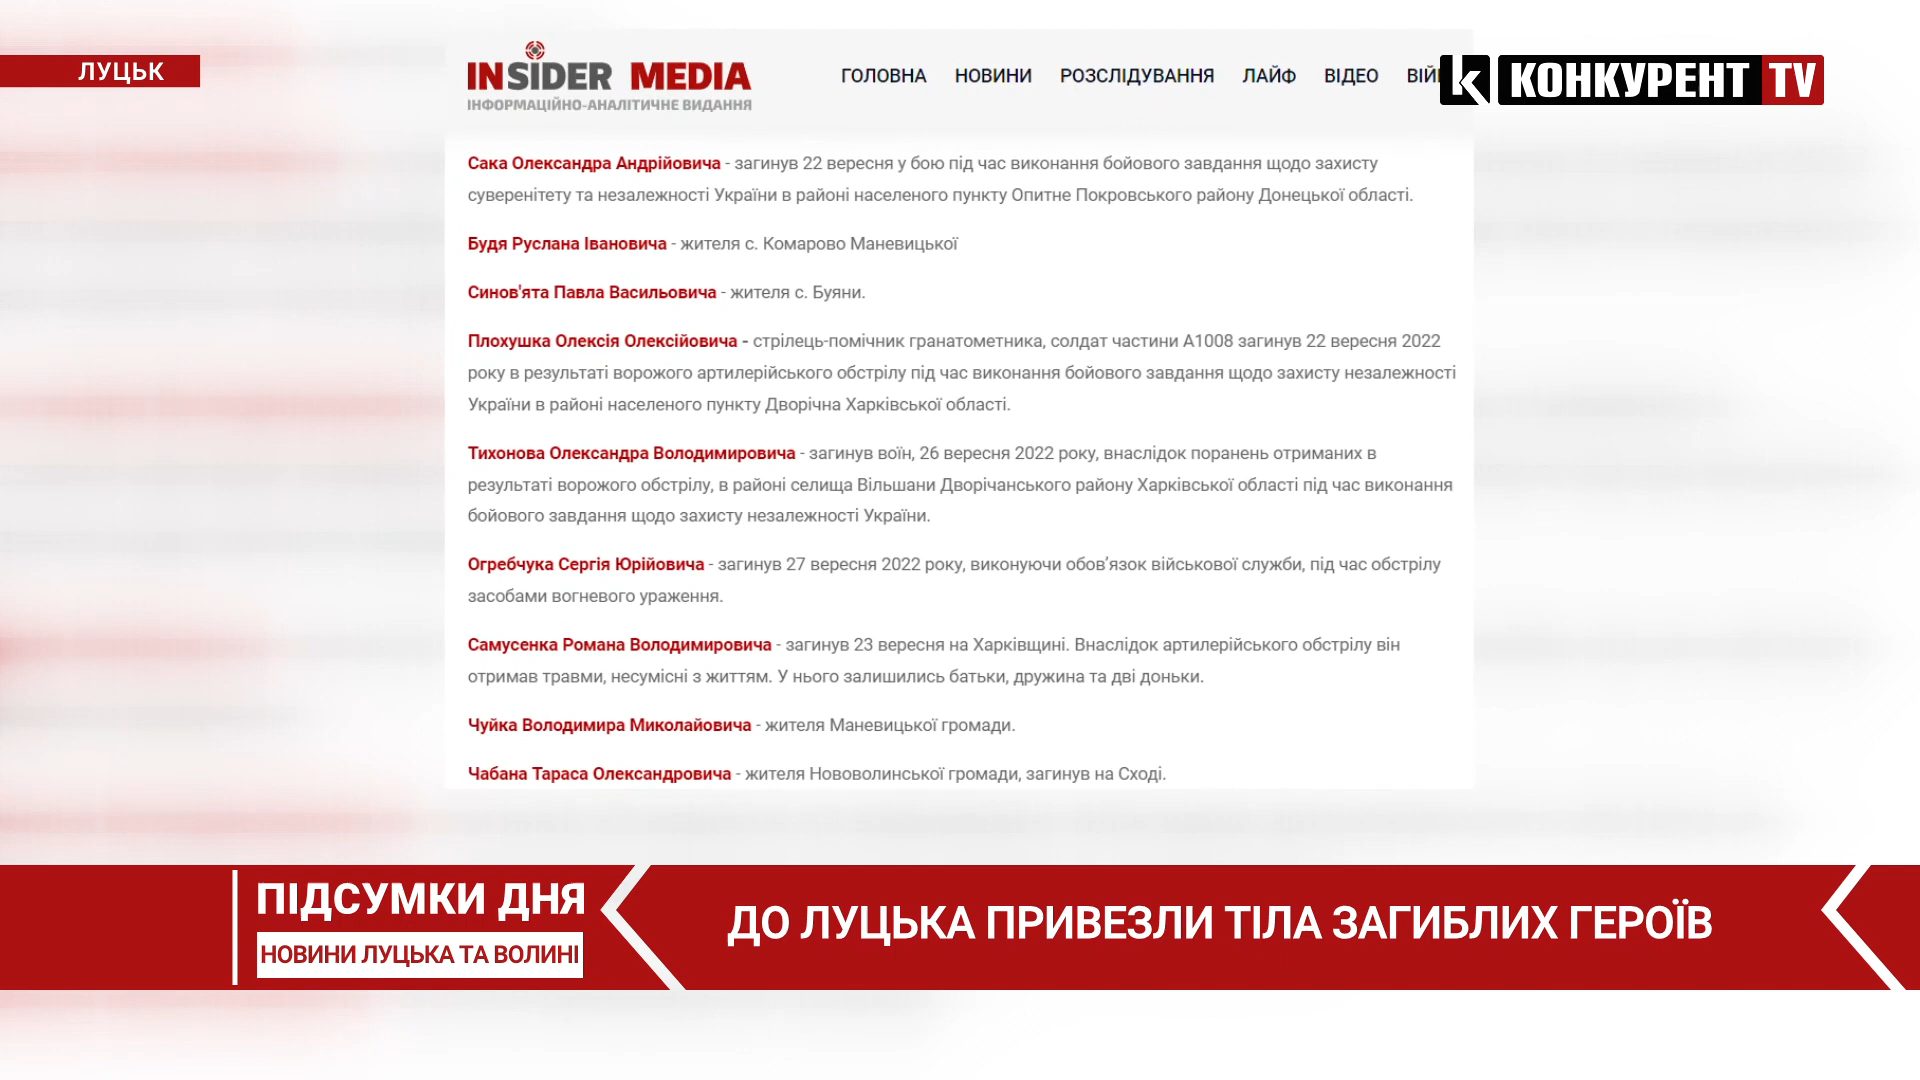 ЛУЦЬК
INSIDER MEDIA
ІНФОРМАЦІЙНО-АНАЛІТИЧНЕ ВИДАННЯ
ГОЛОВНА НОВИНИ РОЗСЛІДУВАННЯ ЛАЙФ ВІДЕО ВІЙ
k КОНКУРЕНТ TV
Сака Олександра Андрійовича - загинув 22 вересня у бою під час виконання бойового завдання щодо захисту
суверенітету та незалежності України в районі населеного пункту Опитне Покровського району Донецької області.
Будя Руслана Івановича - жителя с. Комарово Маневицької
Синов'ята Павла Васильовича - жителя с. Буяни.
Плохушка Олексія Олексійовича - стрілець-помічник гранатометника, солдат частини А1008 загинув 22 вересня 2022
року в результаті ворожого артилерійського обстрілу під час виконання бойового завдання щодо захисту незалежності
України в районі населеного пункту Дворічна Харківської області.
Тихонова Олександра Володимировича - загинув воїн, 26 вересня 2022 року, внаслідок поранень отриманих в
результаті ворожого обстрілу, в районі селища Вільшани Дворічанського району Харківської області під час виконання
бойового завдання щодо захисту незалежності України.
Огребчука Сергія Юрійовича - загинув 27 вересня 2022 року, виконуючи обов’язок військової служби, під час обстрілу
засобами вогневого ураження.
Самусенка Романа Володимировича - загинув 23 вересня на Харківщині. Внаслідок артилерійського обстрілу він
отримав травми, несумісні з життям. У нього залишились батьки, дружина та дві доньки.
Чуйка Володимира Миколайовича - жителя Маневицької громади.
Чабана Тараса Олександровича - жителя Нововолинської громади, загинув на Сході.
ПІДСУМКИ ДНЯ
НОВИНИ ЛУЦЬКА ТА ВОЛИНІ
ДО ЛУЦЬКА ПРИВЕЗЛИ ТІЛА ЗАГИБЛИХ ГЕРОЇВ